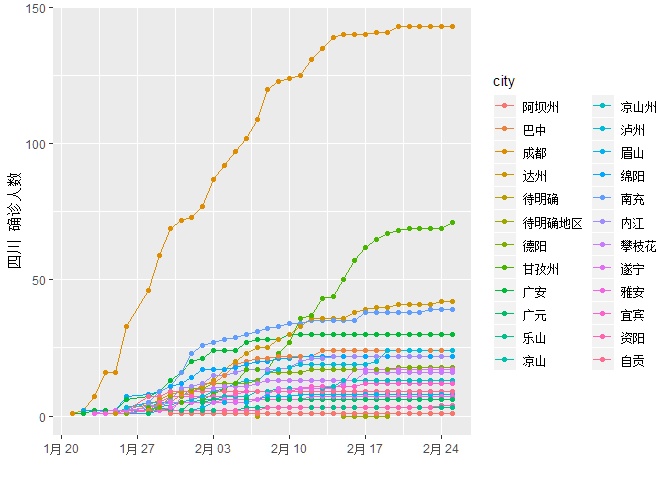 150
100
50
0
四川 确诊人数
1月 20
1月 27
2月 03
2月 10
2月 17
2月 24
city
阿坝州
巴中
成都
达州
待明确
待明确地区
德阳
甘孜州
广安
广元
乐山
凉山
凉山州
泸州
眉山
绵阳
南充
内江
攀枝花
遂宁
雅安
宜宾
资阳
自贡